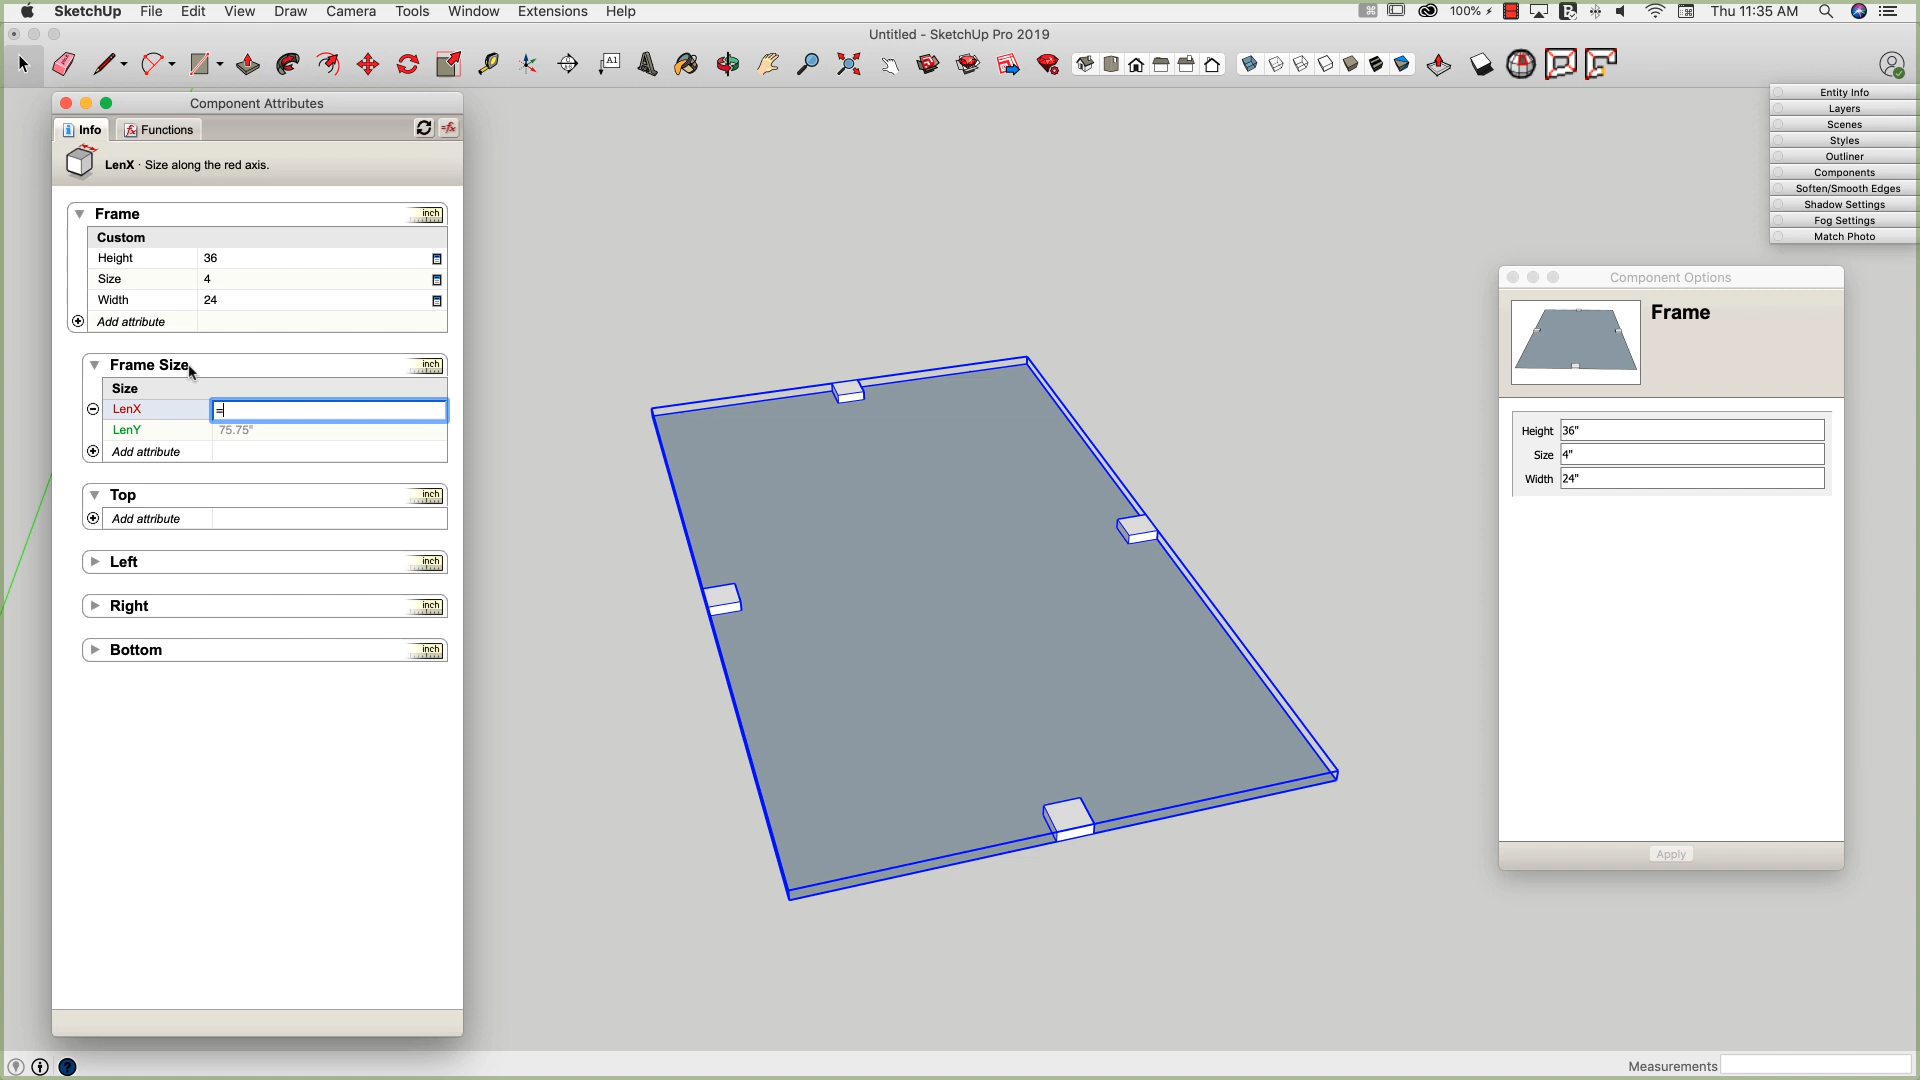 SketchUp File Edit View Draw Camera Tools Window Extensions Help
100% Thu 11:35 AM
Untitled - SketchUp Pro 2019
A1
Component Attributes
Info Functions =fx
LenX · Size along the red axis.
Frame inch
Custom
Height 36
Size 4
Width 24
Add attribute
Frame Size inch
Size
LenX =
LenY 75.75"
Add attribute
Top inch
Add attribute
Left inch
Right inch
Bottom inch
Entity Info
Layers
Scenes
Styles
Outliner
Components
Soften/Smooth Edges
Shadow Settings
Fog Settings
Match Photo
Component Options
Frame
Height 36"
Size 4"
Width 24"
Apply
Measurements